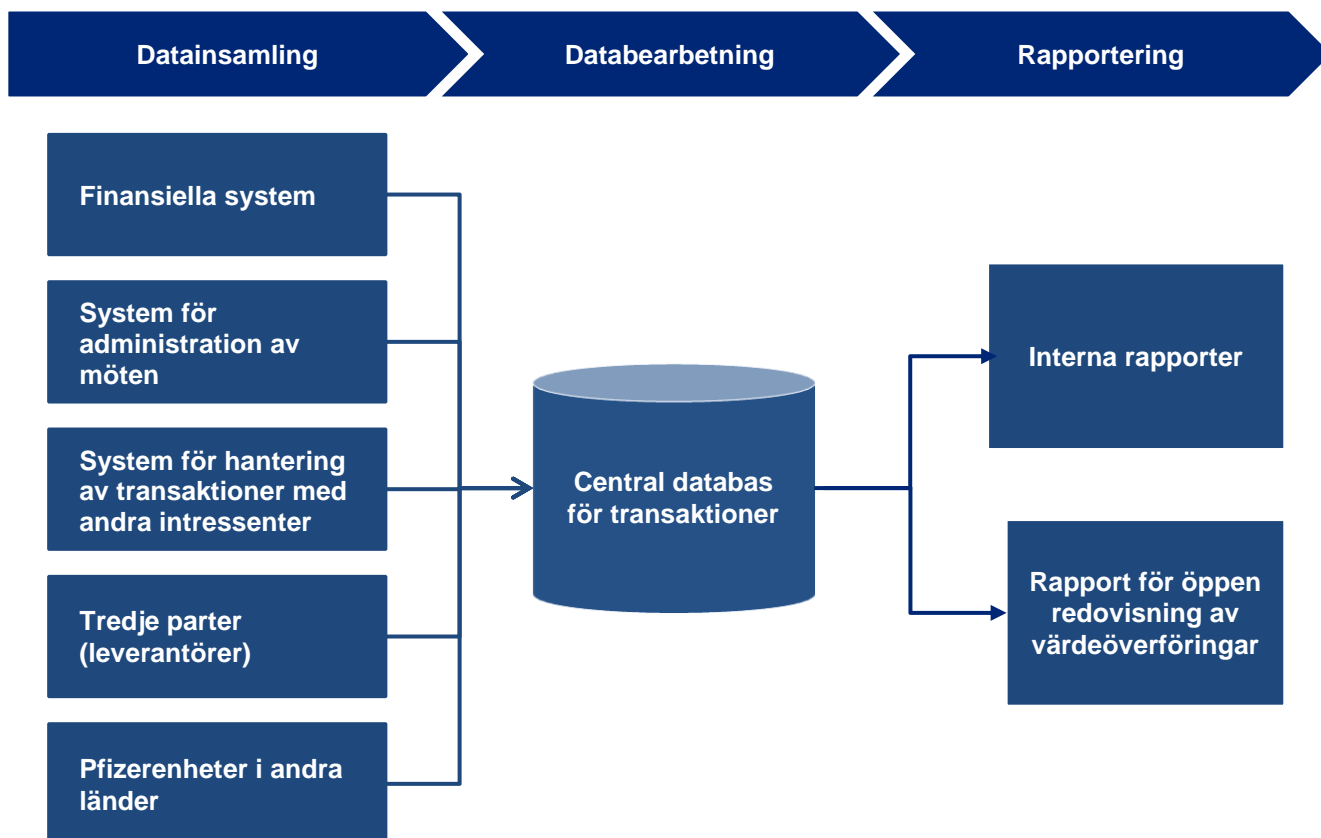 Datainsamling
Databearbetning
Rapportering
Finansiella system
System för
administration av
möten
System för hantering
av transaktioner med
andra intressenter
Tredje parter
(leverantörer)
Pfizerenheter i andra
länder
Central databas
för transaktioner
Interna rapporter
Rapport för öppen
redovisning av
värdeöverföringar